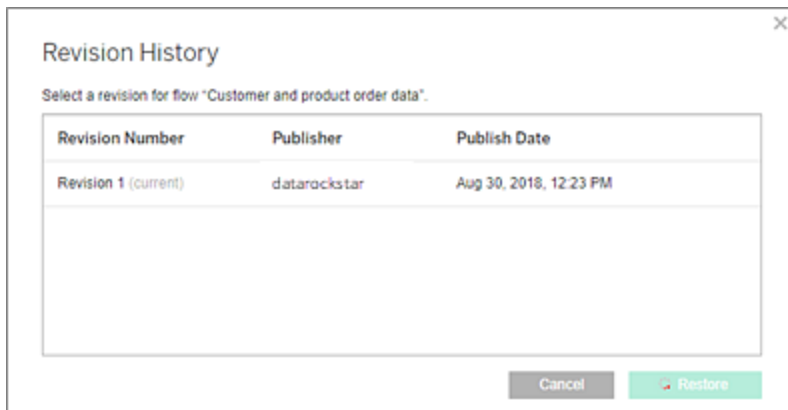 Revision History
Select a revision for flow "Customer and product order data".
Revision Number Publisher Publish Date
Revision 1 (current) datarockstar Aug 30, 2018, 12:23 PM
Cancel Restore